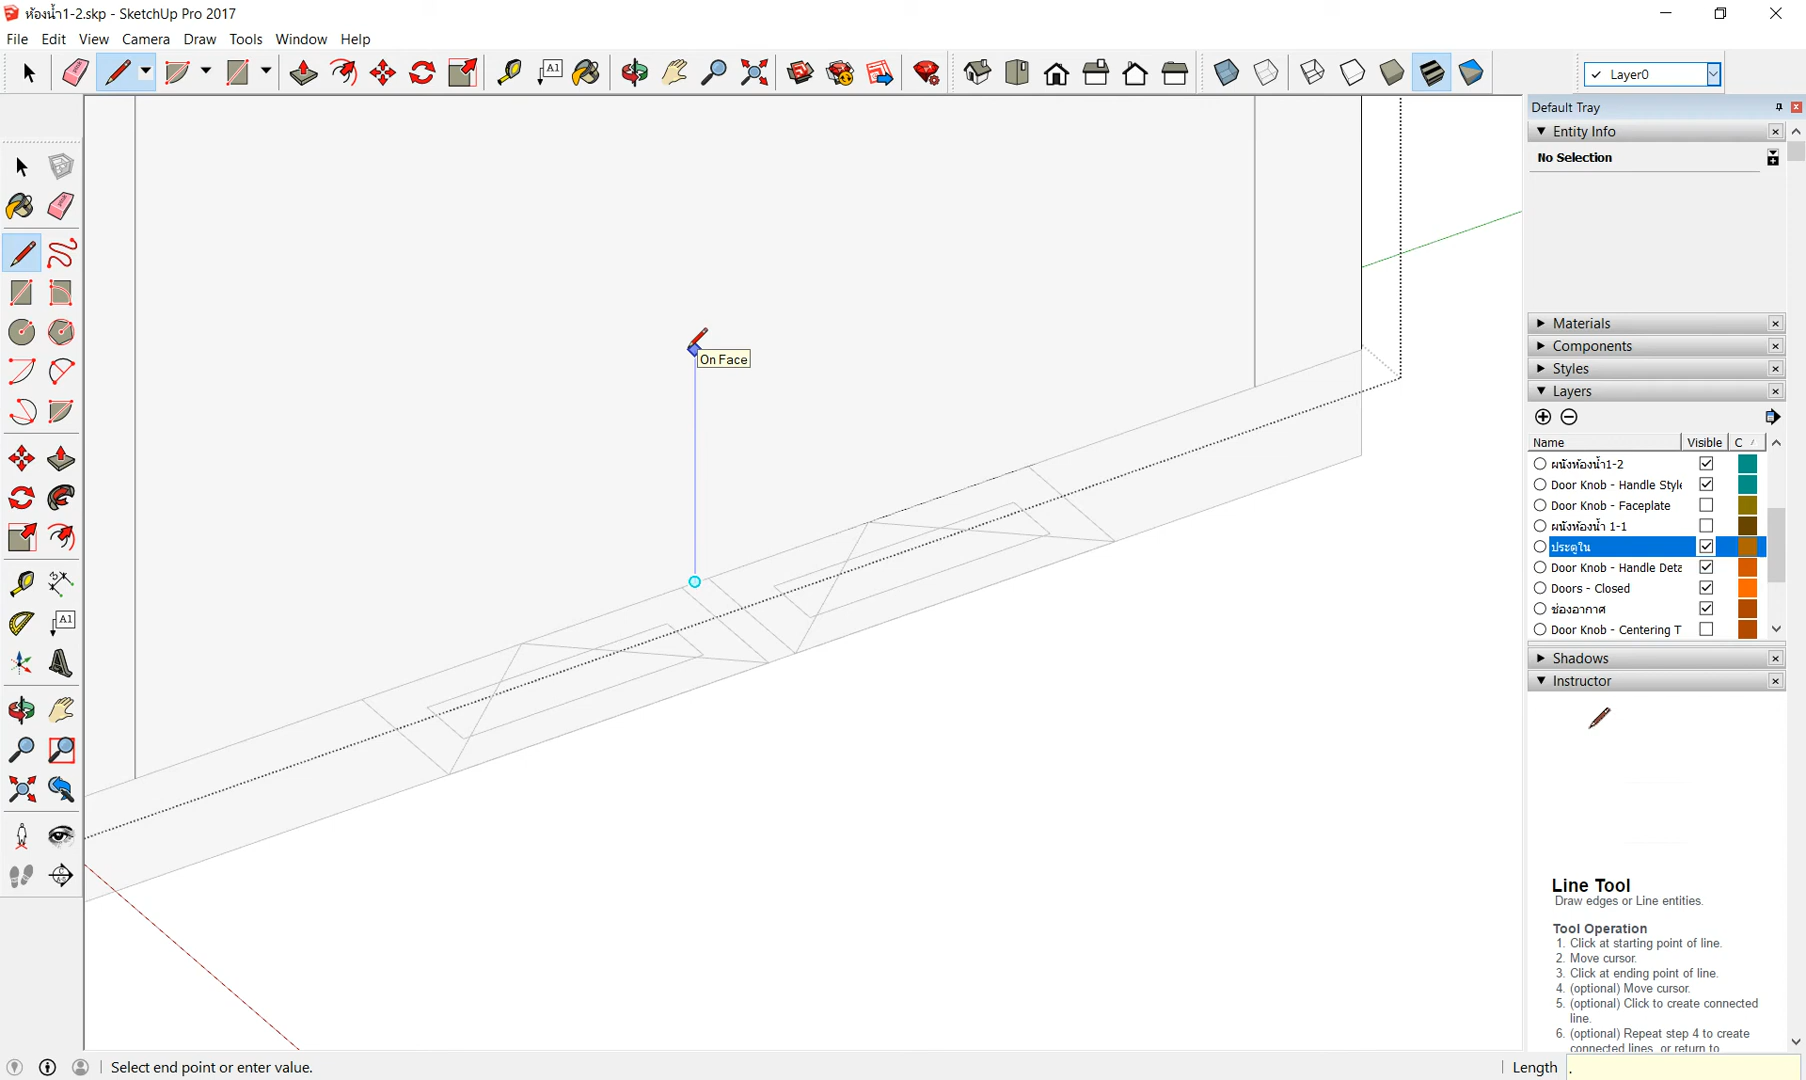 ห้องน้ำ1-2.skp - SketchUp Pro 2017
File Edit View Camera Draw Tools Window Help
A1
Layer0
Default Tray
Entity Info
No Selection
On Face
Materials
Components
Styles
Layers
Name Visible C
ผนังห้องน้ำ1-2
Door Knob - Handle Style
Door Knob - Faceplate
ผนังห้องน้ำ 1-1
ประตูใน
Door Knob - Handle Deta
Doors - Closed
ช่องอากาศ
Door Knob - Centering T
A1
Shadows
Instructor
Line Tool
Draw edges or Line entities.
Tool Operation
1. Click at starting point of line.
2. Move cursor.
3. Click at ending point of line.
4. (optional) Move cursor.
5. (optional) Click to create connected
line.
6. (optional) Repeat step 4 to create
connected lines, or return to
Select end point or enter value.
Length .